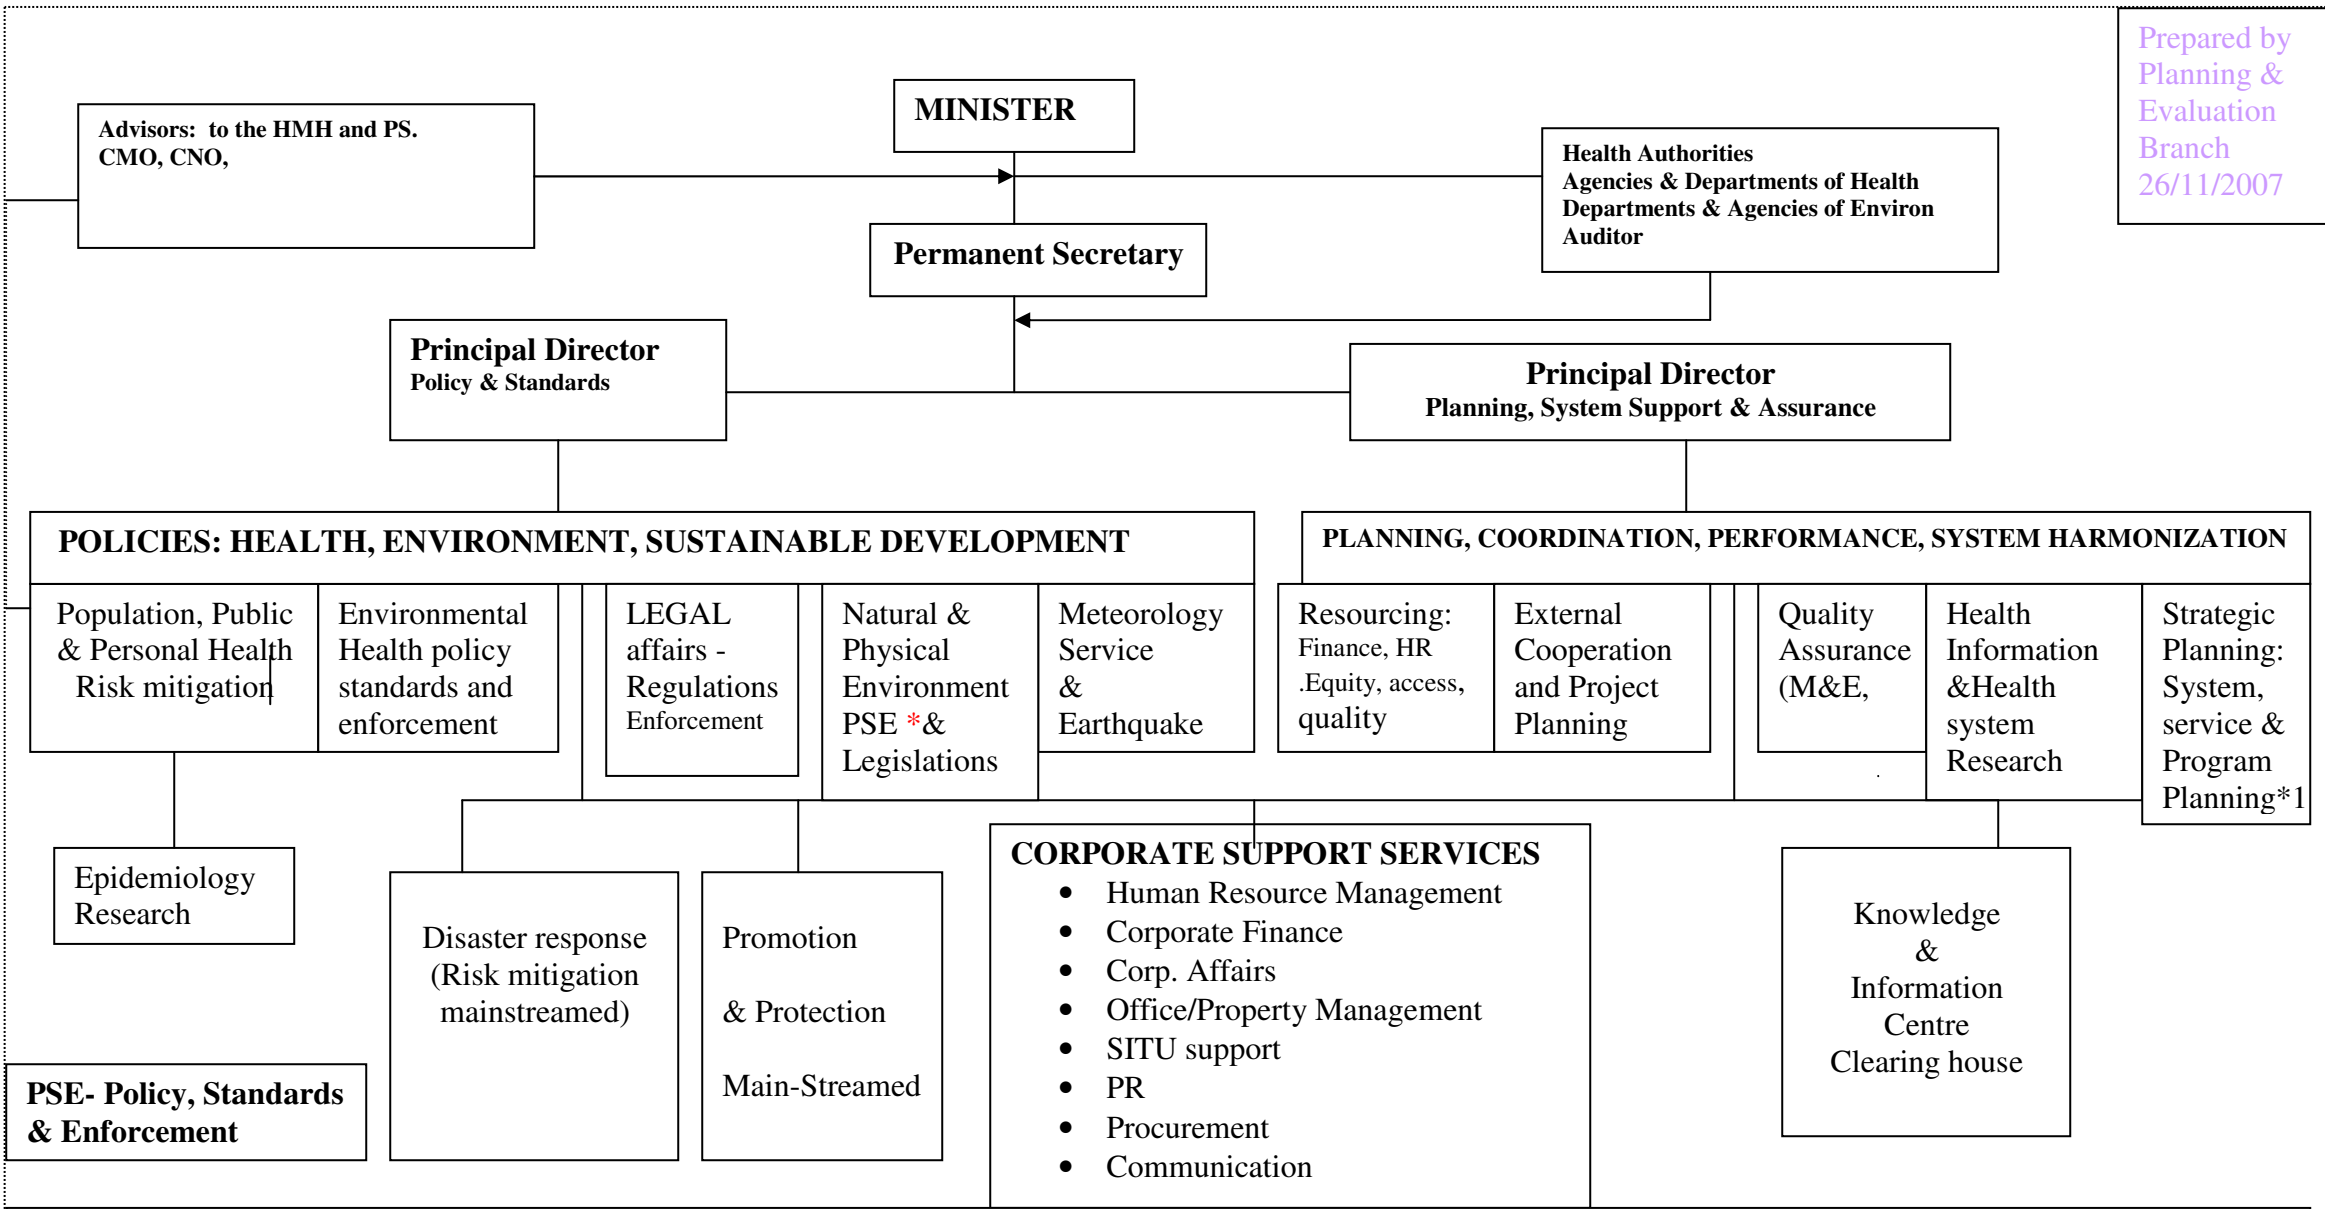 Prepared by
Planning &
Evaluation
Branch
26/11/2007
MINISTER
Advisors:  to the HMH and PS.
CMO, CNO,
Health Authorities
Agencies & Departments of Health
Departments & Agencies of Environ
Auditor
Permanent Secretary
Principal Director
Policy & Standards
Principal Director
Planning, System Support & Assurance
POLICIES: HEALTH, ENVIRONMENT, SUSTAINABLE DEVELOPMENT
PLANNING, COORDINATION, PERFORMANCE, SYSTEM HARMONIZATION
Population, Public
& Personal Health
Risk mitigation
Environmental
Health policy
standards and
enforcement
LEGAL
affairs -
Regulations
Enforcement
Natural &
Physical
Environment
PSE *&
Legislations
Meteorology
Service
&
Earthquake
Resourcing:
Finance, HR
.Equity, access,
quality
External
Cooperation
and Project
Planning
Quality
Assurance
(M&E,
Health
Information
&Health
system
Research
Strategic
Planning:
System,
service &
Program
Planning*1
Epidemiology
Research
Disaster response
(Risk mitigation
mainstreamed)
Promotion
& Protection
Main-Streamed
CORPORATE SUPPORT SERVICES
• Human Resource Management
• Corporate Finance
• Corp. Affairs
• Office/Property Management
• SITU support
• PR
• Procurement
• Communication
Knowledge
&
Information
Centre
Clearing house
PSE- Policy, Standards
& Enforcement